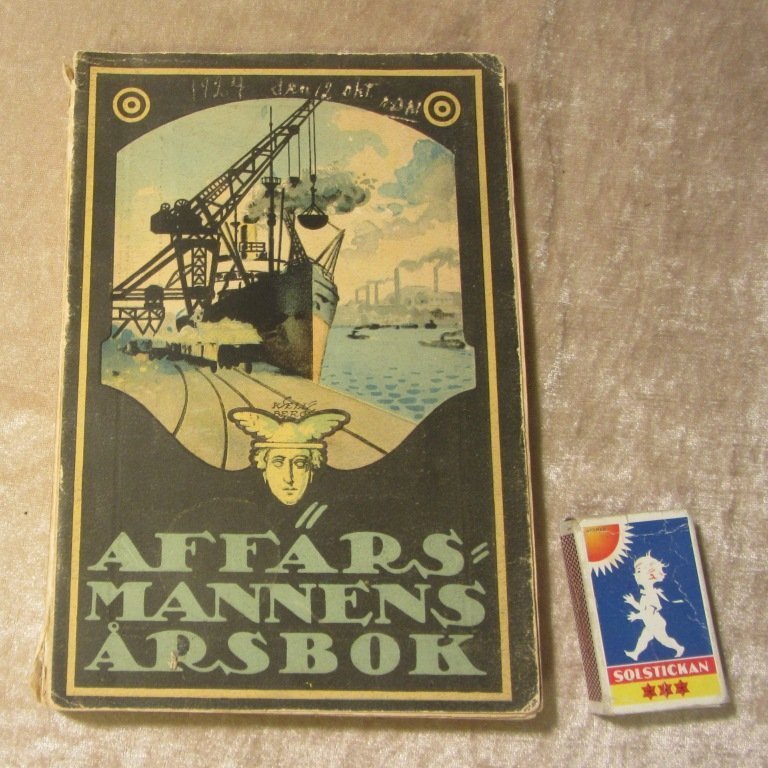 1924 den 12 okt
AFFÄRS=
MANNENS
ÅRSBOK
SOLSTICKAN